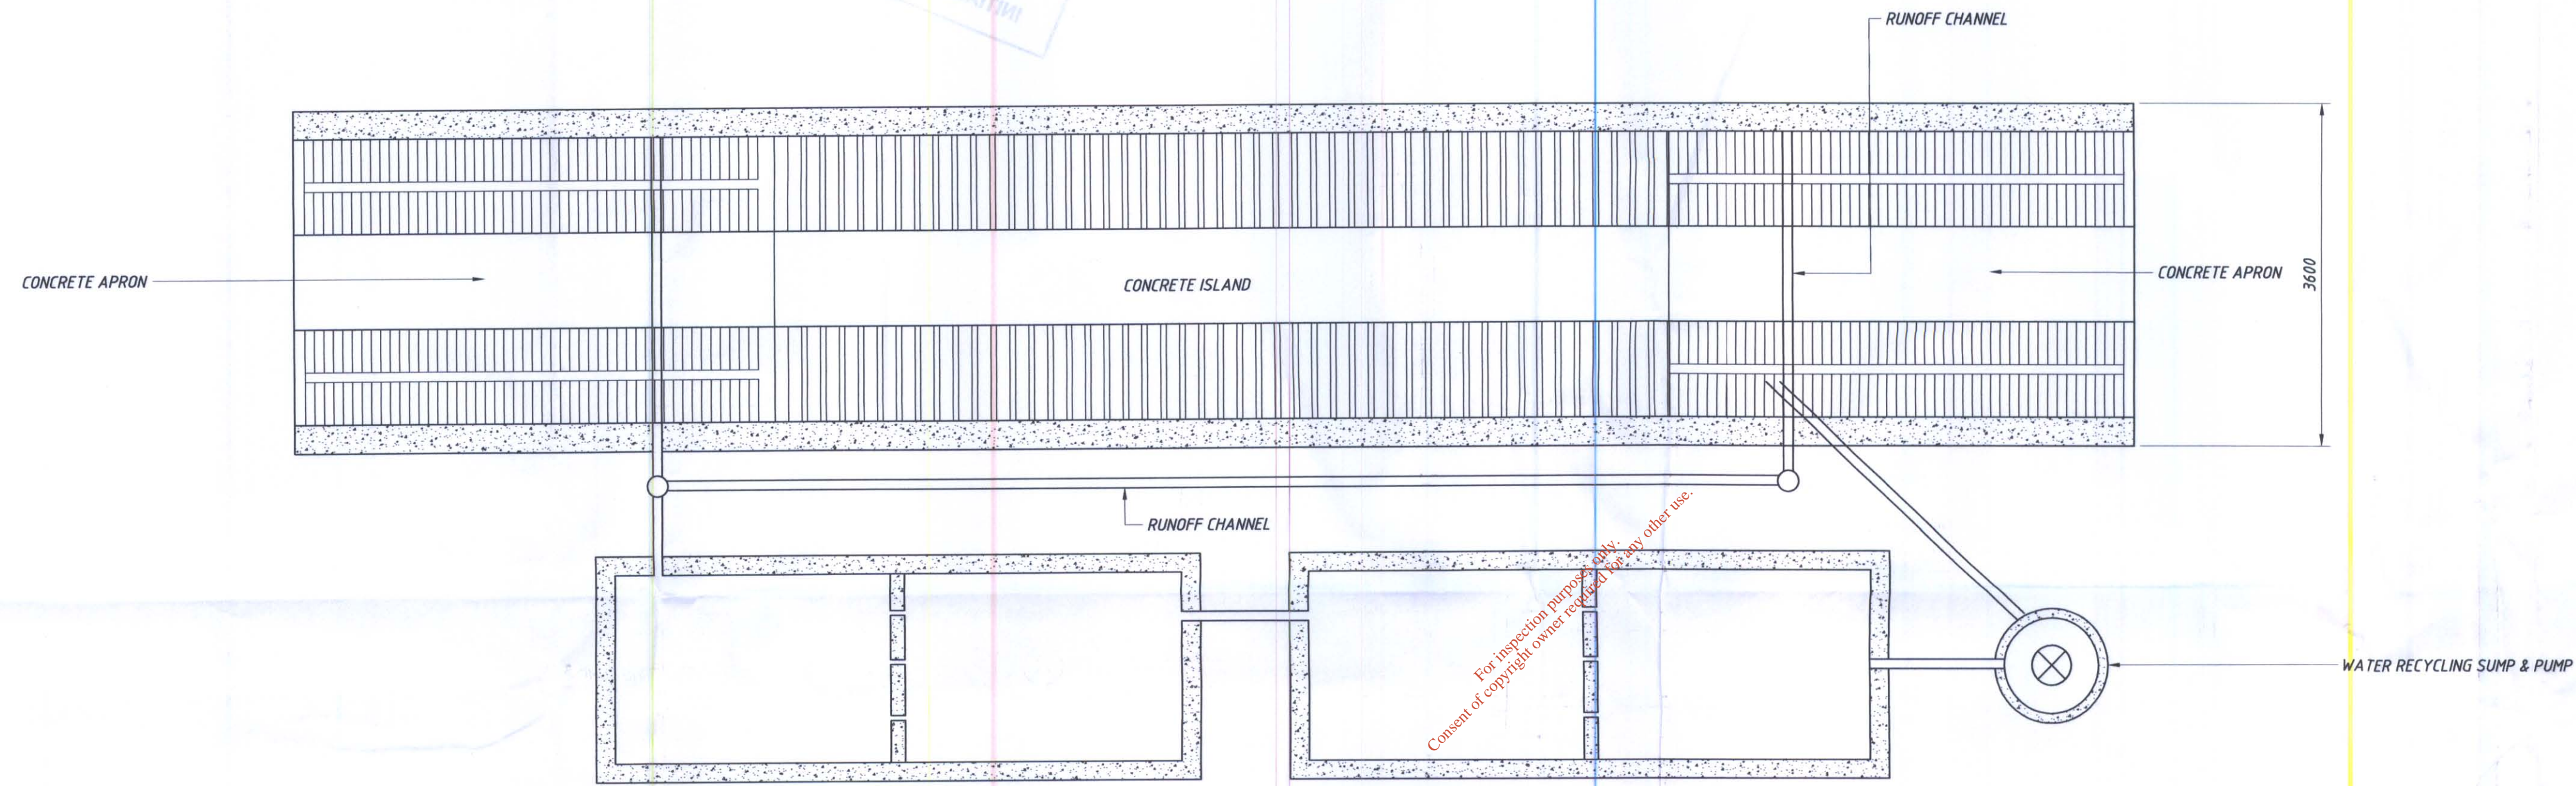 RUNOFF CHANNEL
CONCRETE APRON
CONCRETE ISLAND
CONCRETE APRON
3600
RUNOFF CHANNEL
For inspection purposes only.
Consent of copyright owner required for any other use.
WATER RECYCLING SUMP & PUMP